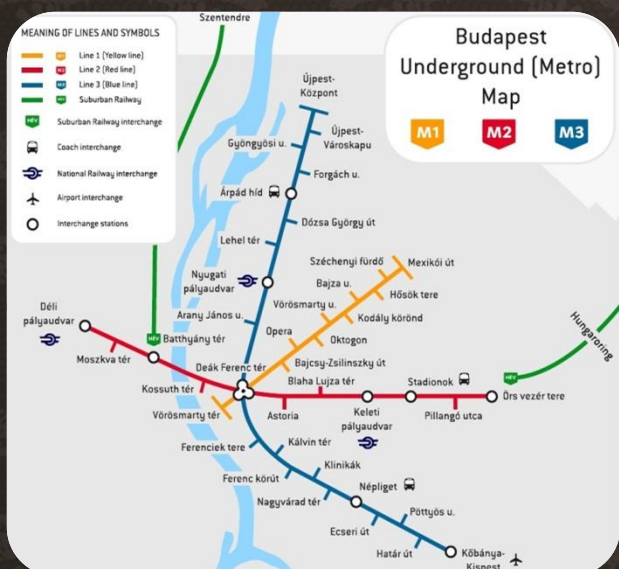 MEANING OF LINES AND SYMBOLS
M1 Line 1 (Yellow line)
M2 Line 2 (Red line)
M3 Line 3 (Blue line)
Suburban Railway
HÉV Suburban Railway interchange
Coach interchange
National Railway interchange
Airport interchange
Interchange stations
Budapest
Underground (Metro)
Map
M1 M2 M3
Szentendre
Újpest-
Központ
Újpest-
Városkapu
Gyöngyösi u.
Forgách u.
Árpád híd
Dózsa György út
Lehel tér
Nyugati
pályaudvar
Arany János u.
Széchenyi fürdő
Mexikói út
Bajza u.
Hősök tere
Vörösmarty u.
Kodály körönd
Opera
Oktogon
Bajcsy-Zsilinszky út
Déli
pályaudvar
HÉV
Batthyány tér
Moszkva tér
Kossuth tér
Deák Ferenc tér
Vörösmarty tér
Blaha Lujza tér
Astoria
Keleti
pályaudvar
Stadionok
Pillangó utca
HÉV
Örs vezér tere
Hungaroring
Ferenciek tere
Kálvin tér
Ferenc körút
Klinikák
Nagyvárad tér
Népliget
Ecseri út
Pöttyös u.
Határ út
Kőbánya-
Kispest